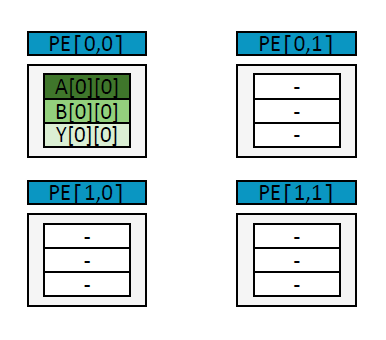 PE[0,0]
PE[0,1]
A[0][0]
B[0][0]
Y[0][0]
-
-
-
PE[1,0]
PE[1,1]
-
-
-
-
-
-